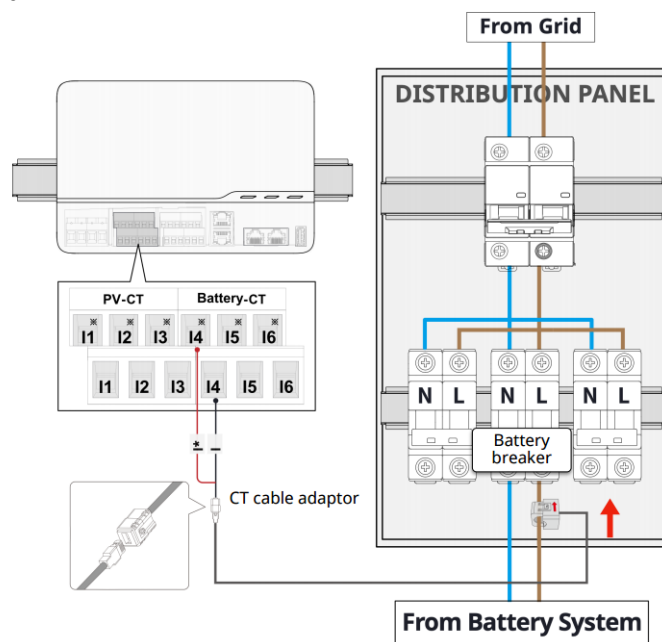 From Grid
DISTRIBUTION PANEL
PV-CT Battery-CT
※ ※ ※ ※ ※ ※
I1 I2 I3 I4 I5 I6
I1 I2 I3 I4 I5 I6
N L N L N L
Battery
breaker
I* I
CT cable adaptor
From Battery System